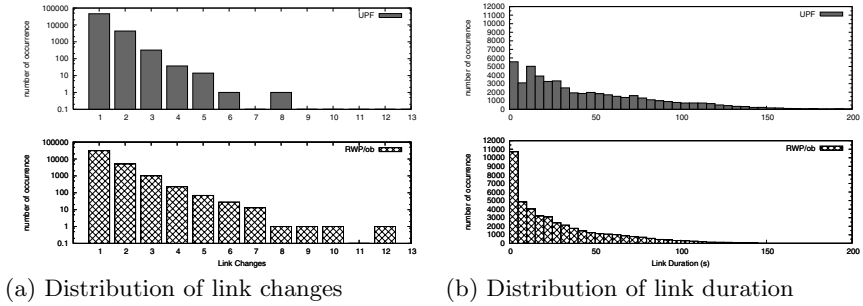 number of occurrence
100000
10000
1000
100
10
1
0.1
UPF
1 2 3 4 5 6 7 8 9 10 11 12 13
number of occurrence
100000
10000
1000
100
10
1
0.1
RWP/ob
1 2 3 4 5 6 7 8 9 10 11 12 13
Link Changes
(a) Distribution of link changes
number of occurrence
12000
11000
10000
9000
8000
7000
6000
5000
4000
3000
2000
1000
0
UPF
0 50 100 150 200
number of occurrence
12000
11000
10000
9000
8000
7000
6000
5000
4000
3000
2000
1000
0
RWP/ob
0 50 100 150 200
Link Duration (s)
(b) Distribution of link duration